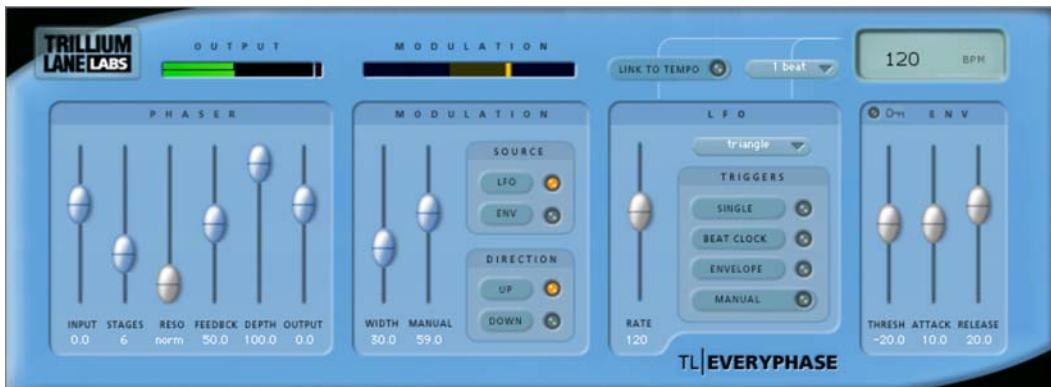 TRILLIUM
LANE LABS
OUTPUT
MODULATION
LINK TO TEMPO
1 beat
120 BPM
PHASER
INPUT STAGES RESO FEEDBCK DEPTH OUTPUT
0.0 6 norm 50.0 100.0 0.0
MODULATION
SOURCE
LFO
ENV
DIRECTION
UP
DOWN
WIDTH MANUAL
30.0 59.0
LFO
triangle
TRIGGERS
SINGLE
BEAT CLOCK
ENVELOPE
MANUAL
RATE
120
ENV
THRESH ATTACK RELEASE
-20.0 10.0 20.0
TL|EVERYPHASE